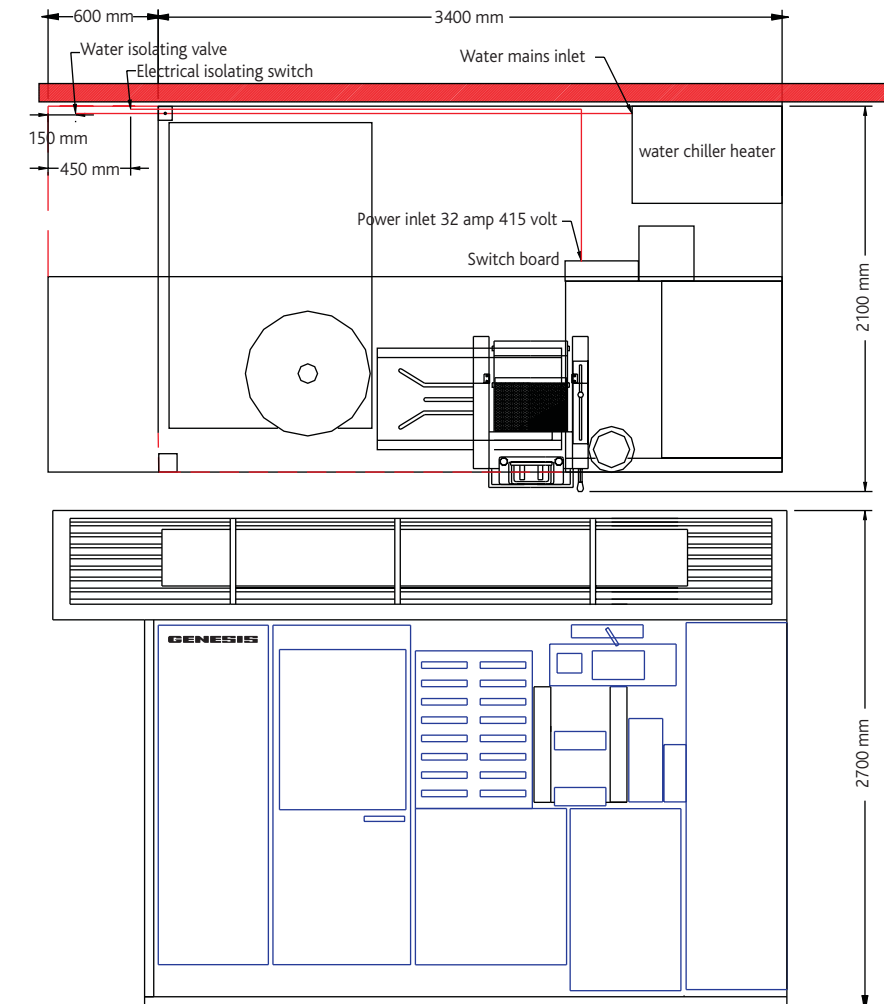 600 mm
3400 mm
Water isolating valve
Water mains inlet
Electrical isolating switch
150 mm
water chiller heater
450 mm
Power inlet 32 amp 415 volt
Switch board
2100 mm
GENESIS
2700 mm